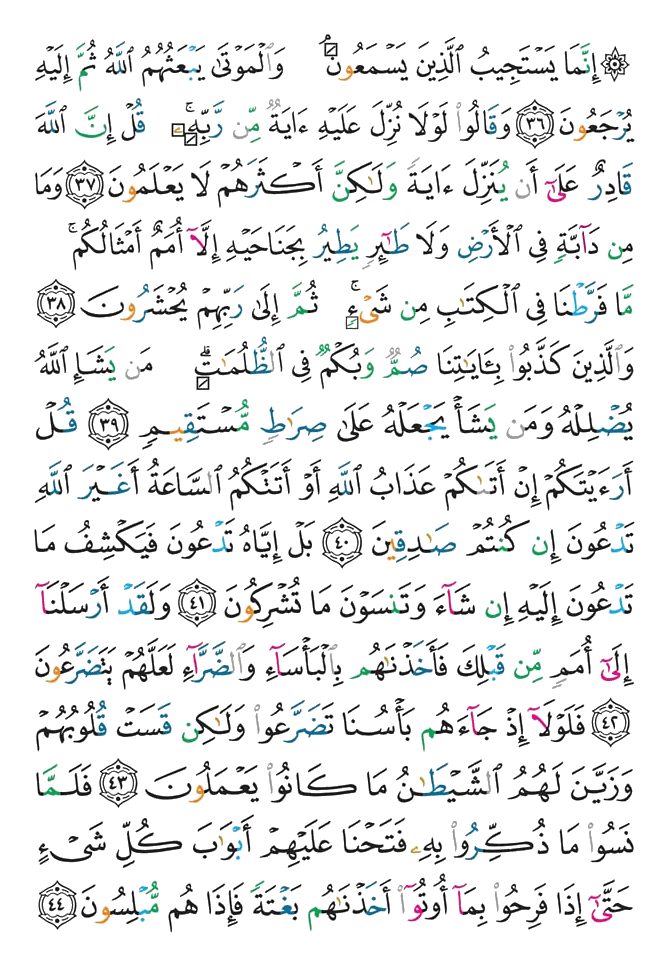 ۞ إِنَّمَا يَسْتَجِيبُ ٱلَّذِينَ يَسْمَعُونَۘ وَٱلْمَوْتَىٰ يَبْعَثُهُمُ ٱللَّهُ ثُمَّ إِلَيْهِ
يُرْجَعُونَ ٣٦ وَقَالُوا۟ لَوْلَا نُزِّلَ عَلَيْهِ ءَايَةٌ مِّن رَّبِّهِۦۚ قُلْ إِنَّ ٱللَّهَ
قَادِرٌ عَلَىٰٓ أَن يُنَزِّلَ ءَايَةً وَلَٰكِنَّ أَكْثَرَهُمْ لَا يَعْلَمُونَ ٣٧ وَمَا
مِن دَآبَّةٍ فِى ٱلْأَرْضِ وَلَا طَٰٓئِرٍ يَطِيرُ بِجَنَاحَيْهِ إِلَّآ أُمَمٌ أَمْثَالُكُمۚ
مَّا فَرَّطْنَا فِى ٱلْكِتَٰبِ مِن شَىْءٍۚ ثُمَّ إِلَىٰ رَبِّهِمْ يُحْشَرُونَ ٣٨
وَٱلَّذِينَ كَذَّبُوا۟ بِـَٔايَٰتِنَا صُمٌّ وَبُكْمٌ فِى ٱلظُّلُمَٰتِۗ مَن يَشَإِ ٱللَّهُ
يُضْلِلْهُ وَمَن يَشَأْ يَجْعَلْهُ عَلَىٰ صِرَٰطٍ مُّسْتَقِيمٍ ٣٩ قُلْ
أَرَءَيْتَكُمْ إِنْ أَتَىٰكُمْ عَذَابُ ٱللَّهِ أَوْ أَتَتْكُمُ ٱلسَّاعَةُ أَغَيْرَ ٱللَّهِ
تَدْعُونَ إِن كُنتُمْ صَٰدِقِينَ ٤٠ بَلْ إِيَّاهُ تَدْعُونَ فَيَكْشِفُ مَا
تَدْعُونَ إِلَيْهِ إِن شَآءَ وَتَنسَوْنَ مَا تُشْرِكُونَ ٤١ وَلَقَدْ أَرْسَلْنَآ
إِلَىٰٓ أُمَمٍ مِّن قَبْلِكَ فَأَخَذْنَٰهُم بِٱلْبَأْسَآءِ وَٱلضَّرَّآءِ لَعَلَّهُمْ يَتَضَرَّعُونَ
٤٢ فَلَوْلَآ إِذْ جَآءَهُم بَأْسُنَا تَضَرَّعُوا۟ وَلَٰكِن قَسَتْ قُلُوبُهُمْ
وَزَيَّنَ لَهُمُ ٱلشَّيْطَٰنُ مَا كَانُوا۟ يَعْمَلُونَ ٤٣ فَلَمَّا
نَسُوا۟ مَا ذُكِّرُوا۟ بِهِۦ فَتَحْنَا عَلَيْهِمْ أَبْوَٰبَ كُلِّ شَىْءٍ
حَتَّىٰٓ إِذَا فَرِحُوا۟ بِمَآ أُوتُوٓا۟ أَخَذْنَٰهُم بَغْتَةً فَإِذَا هُم مُّبْلِسُونَ ٤٤